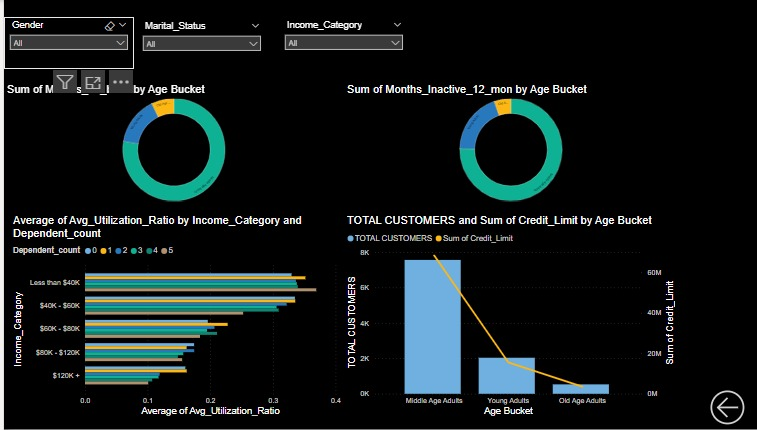 Gender
Marital_Status
Income_Category
All
All
All
Sum of by Age Bucket
Sum of Months_Inactive_12_mon by Age Bucket
Average of Avg_Utilization_Ratio by Income_Category and
Dependent_count
Dependent_count 0 1 2 3 4 5
Income_Category
Less than $40K
$40K - $60K
$60K - $80K
$80K - $120K
$120K +
0.0 0.1 0.2 0.3 0.4
Average of Avg_Utilization_Ratio
TOTAL CUSTOMERS and Sum of Credit_Limit by Age Bucket
TOTAL CUSTOMERS Sum of Credit_Limit
TOTAL CUSTOMERS
8K
6K
4K
2K
0K
60M
40M
20M
0M
Sum of Credit_Limit
Middle Age Adults Young Adults Old Age Adults
Age Bucket